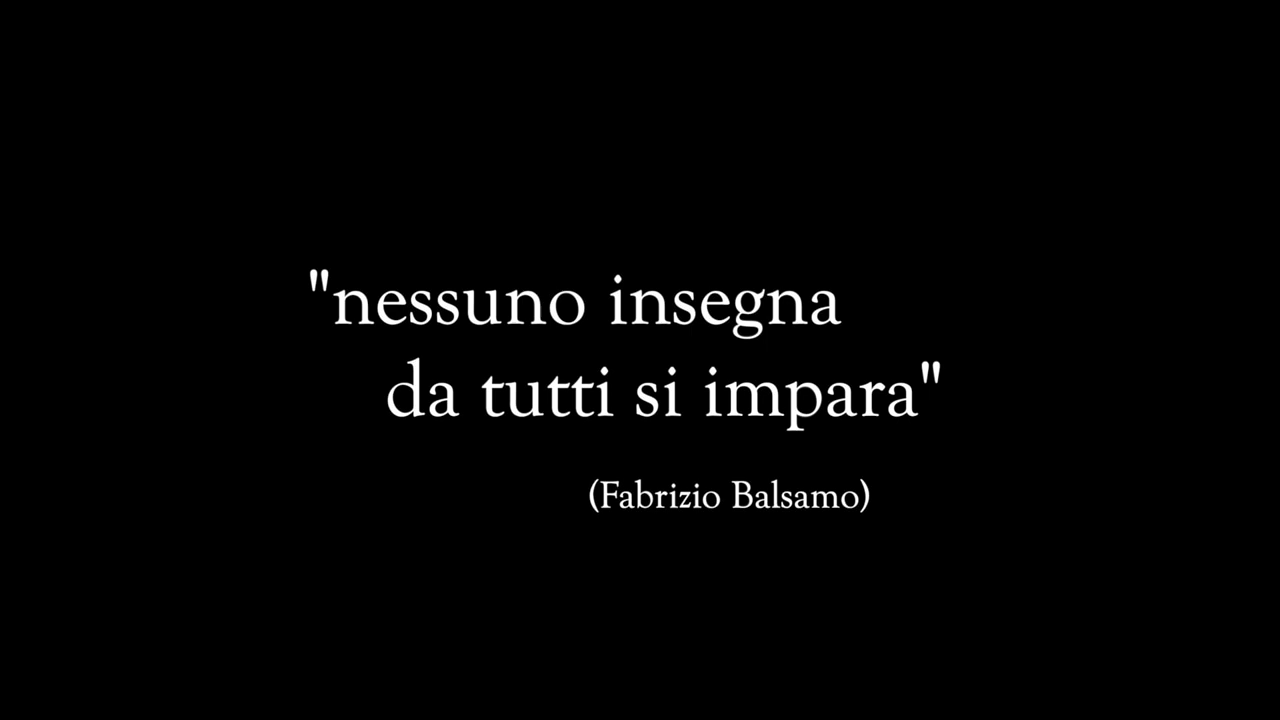 "nessuno insegna
da tutti si impara"
(Fabrizio Balsamo)